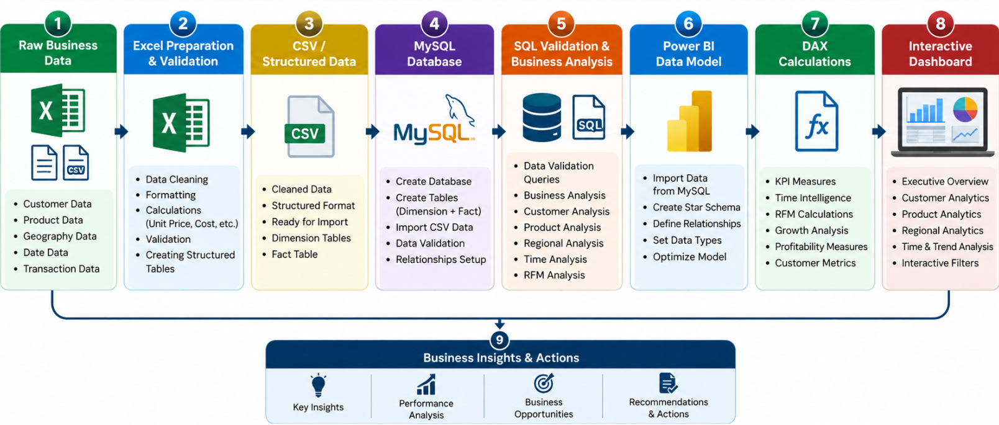 1
Raw Business
Data
X
CSV
• Customer Data
• Product Data
• Geography Data
• Date Data
• Transaction Data
2
Excel Preparation
& Validation
X
• Data Cleaning
• Formatting
• Calculations
(Unit Price, Cost, etc.)
• Validation
• Creating Structured
Tables
3
CSV /
Structured Data
CSV
• Cleaned Data
• Structured Format
• Ready for Import
• Dimension Tables
• Fact Table
4
MySQL
Database
MySQL
• Create Database
• Create Tables
(Dimension + Fact)
• Import CSV Data
• Data Validation
• Relationships Setup
5
SQL Validation &
Business Analysis
SQL
• Data Validation
Queries
• Business Analysis
• Customer Analysis
• Product Analysis
• Regional Analysis
• Time Analysis
• RFM Analysis
6
Power BI
Data Model
• Import Data
from MySQL
• Create Star Schema
• Define Relationships
• Set Data Types
• Optimize Model
7
DAX
Calculations
fx
• KPI Measures
• Time Intelligence
• RFM Calculations
• Growth Analysis
• Profitability Measures
• Customer Metrics
8
Interactive
Dashboard
• Executive Overview
• Customer Analytics
• Product Analytics
• Regional Analytics
• Time & Trend Analysis
• Interactive Filters
9
Business Insights & Actions
Key Insights
Performance
Analysis
Business
Opportunities
Recommendations
& Actions